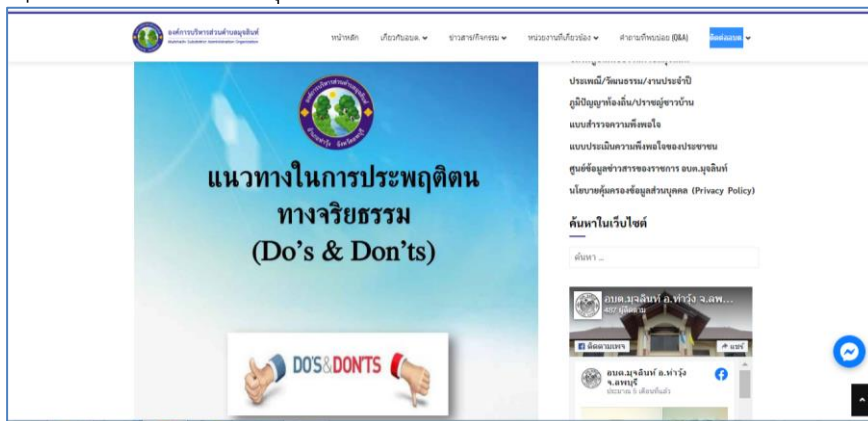 องค์การบริหารส่วนตำบลมุจลินท์
หน้าหลัก
เกี่ยวกับอบต.
ข่าวสาร/กิจกรรม
หน่วยงานที่เกี่ยวข้อง
คำถามที่พบบ่อย (Q&A)
ติดต่ออบต.
แนวทางในการประพฤติตน
ทางจริยธรรม
(Do's & Don'ts)
DO'S&DON'TS
ประเพณี/วัฒนธรรม/งานประจำปี
ภูมิปัญญาท้องถิ่น/ปราชญ์ชาวบ้าน
แบบสำรวจความพึงพอใจ
แบบประเมินความพึงพอใจของประชาชน
ศูนย์ข้อมูลข่าวสารของราชการ อบต.มุจลินท์
นโยบายคุ้มครองข้อมูลส่วนบุคคล (Privacy Policy)
ค้นหาในเว็บไซต์
ค้นหา ...
อบต.มุจลินท์ อ.ท่าวุ้ง จ.ลพ...
487 ผู้ติดตาม
ติดตามเพจ
แชร์
อบต.มุจลินท์ อ.ท่าวุ้ง
จ.ลพบุรี